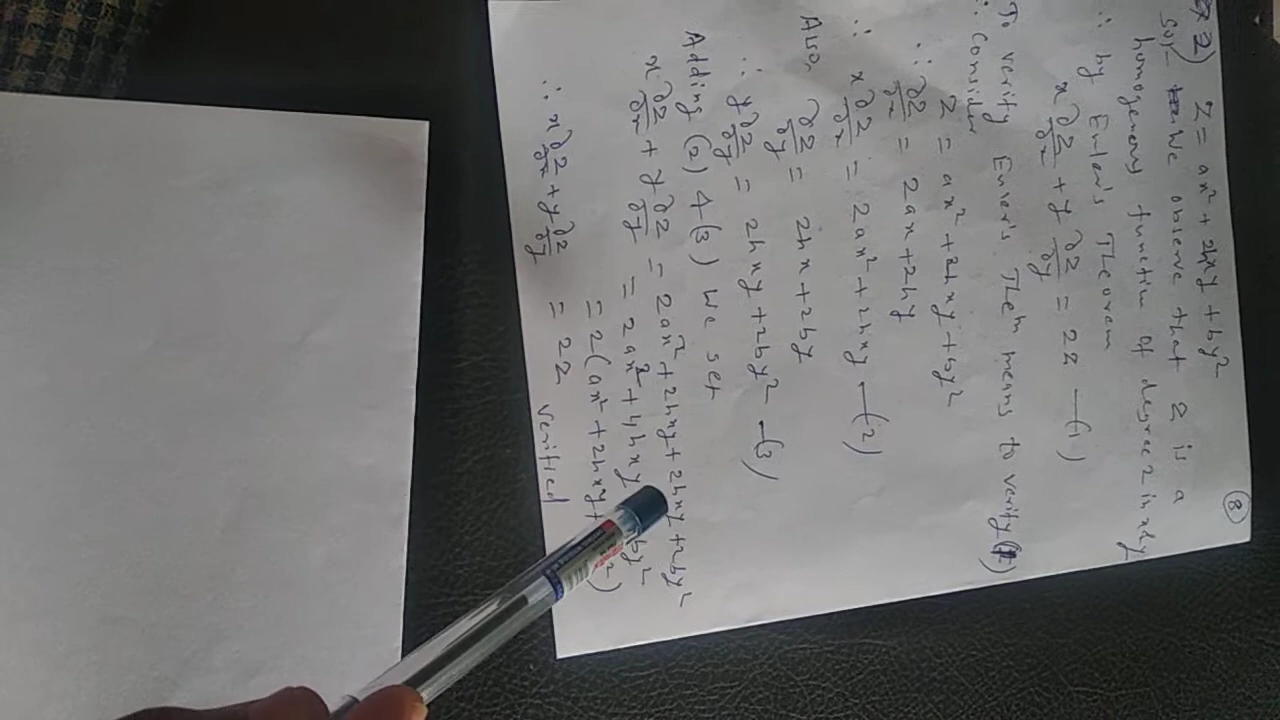 8
2) Z = ax² + 2hxy + by²
Solⁿ- We observe that Z is a
homogeneous function of degree 2 in x & y
∴ by Euler's Theorem
x ∂z/∂x + y ∂z/∂y = 2z —(1)
To verify Euler's Thm means to verify (1)
∴ Consider
Z = ax² + 2hxy + by²
∴ ∂z/∂x = 2ax + 2hy
∴ x ∂z/∂x = 2ax² + 2hxy —(2)
Also, ∂z/∂y = 2hx + 2by
∴ y ∂z/∂y = 2hxy + 2by² —(3)
Adding (2) & (3) we get
x ∂z/∂x + y ∂z/∂y = 2ax² + 2hxy + 2hxy + 2by²
= 2ax² + 4hxy by²
= 2(ax² + 2hxy + ²)
∴ x ∂z/∂x + y ∂z/∂y = 2z verified